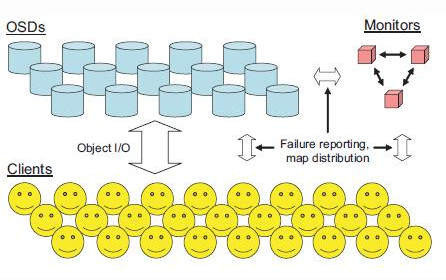 OSDs
Monitors
Object I/O
Failure reporting,
map distribution
Clients